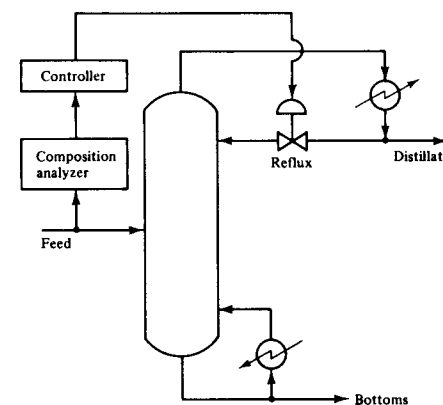 Controller
Composition
analyzer
Reflux
Distillat
Feed
Bottoms